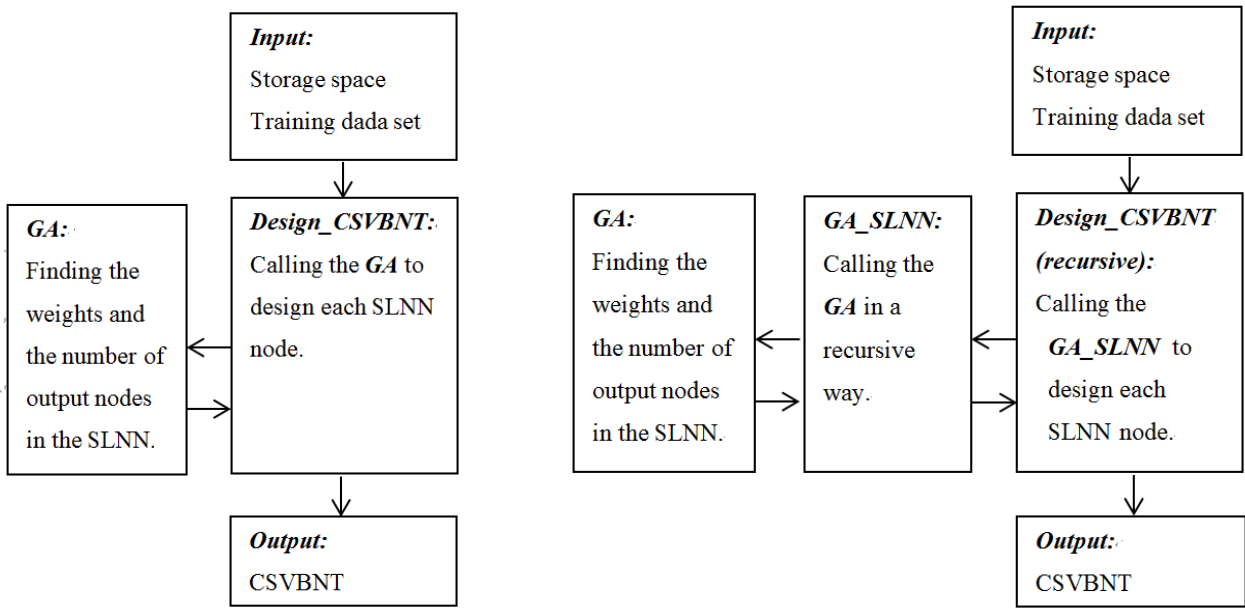 Input:
Storage space
Training dada set
GA:
Finding the
weights and
the number of
output nodes
in the SLNN.
Design_CSVBNT:
Calling the GA to
design each SLNN
node.
Output:
CSVBNT
Input:
Storage space
Training dada set
GA:
Finding the
weights and
the number of
output nodes
in the SLNN.
GA_SLNN:
Calling the
GA in a
recursive
way.
Design_CSVBNT
(recursive):
Calling the
GA_SLNN to
design each
SLNN node.
Output:
CSVBNT